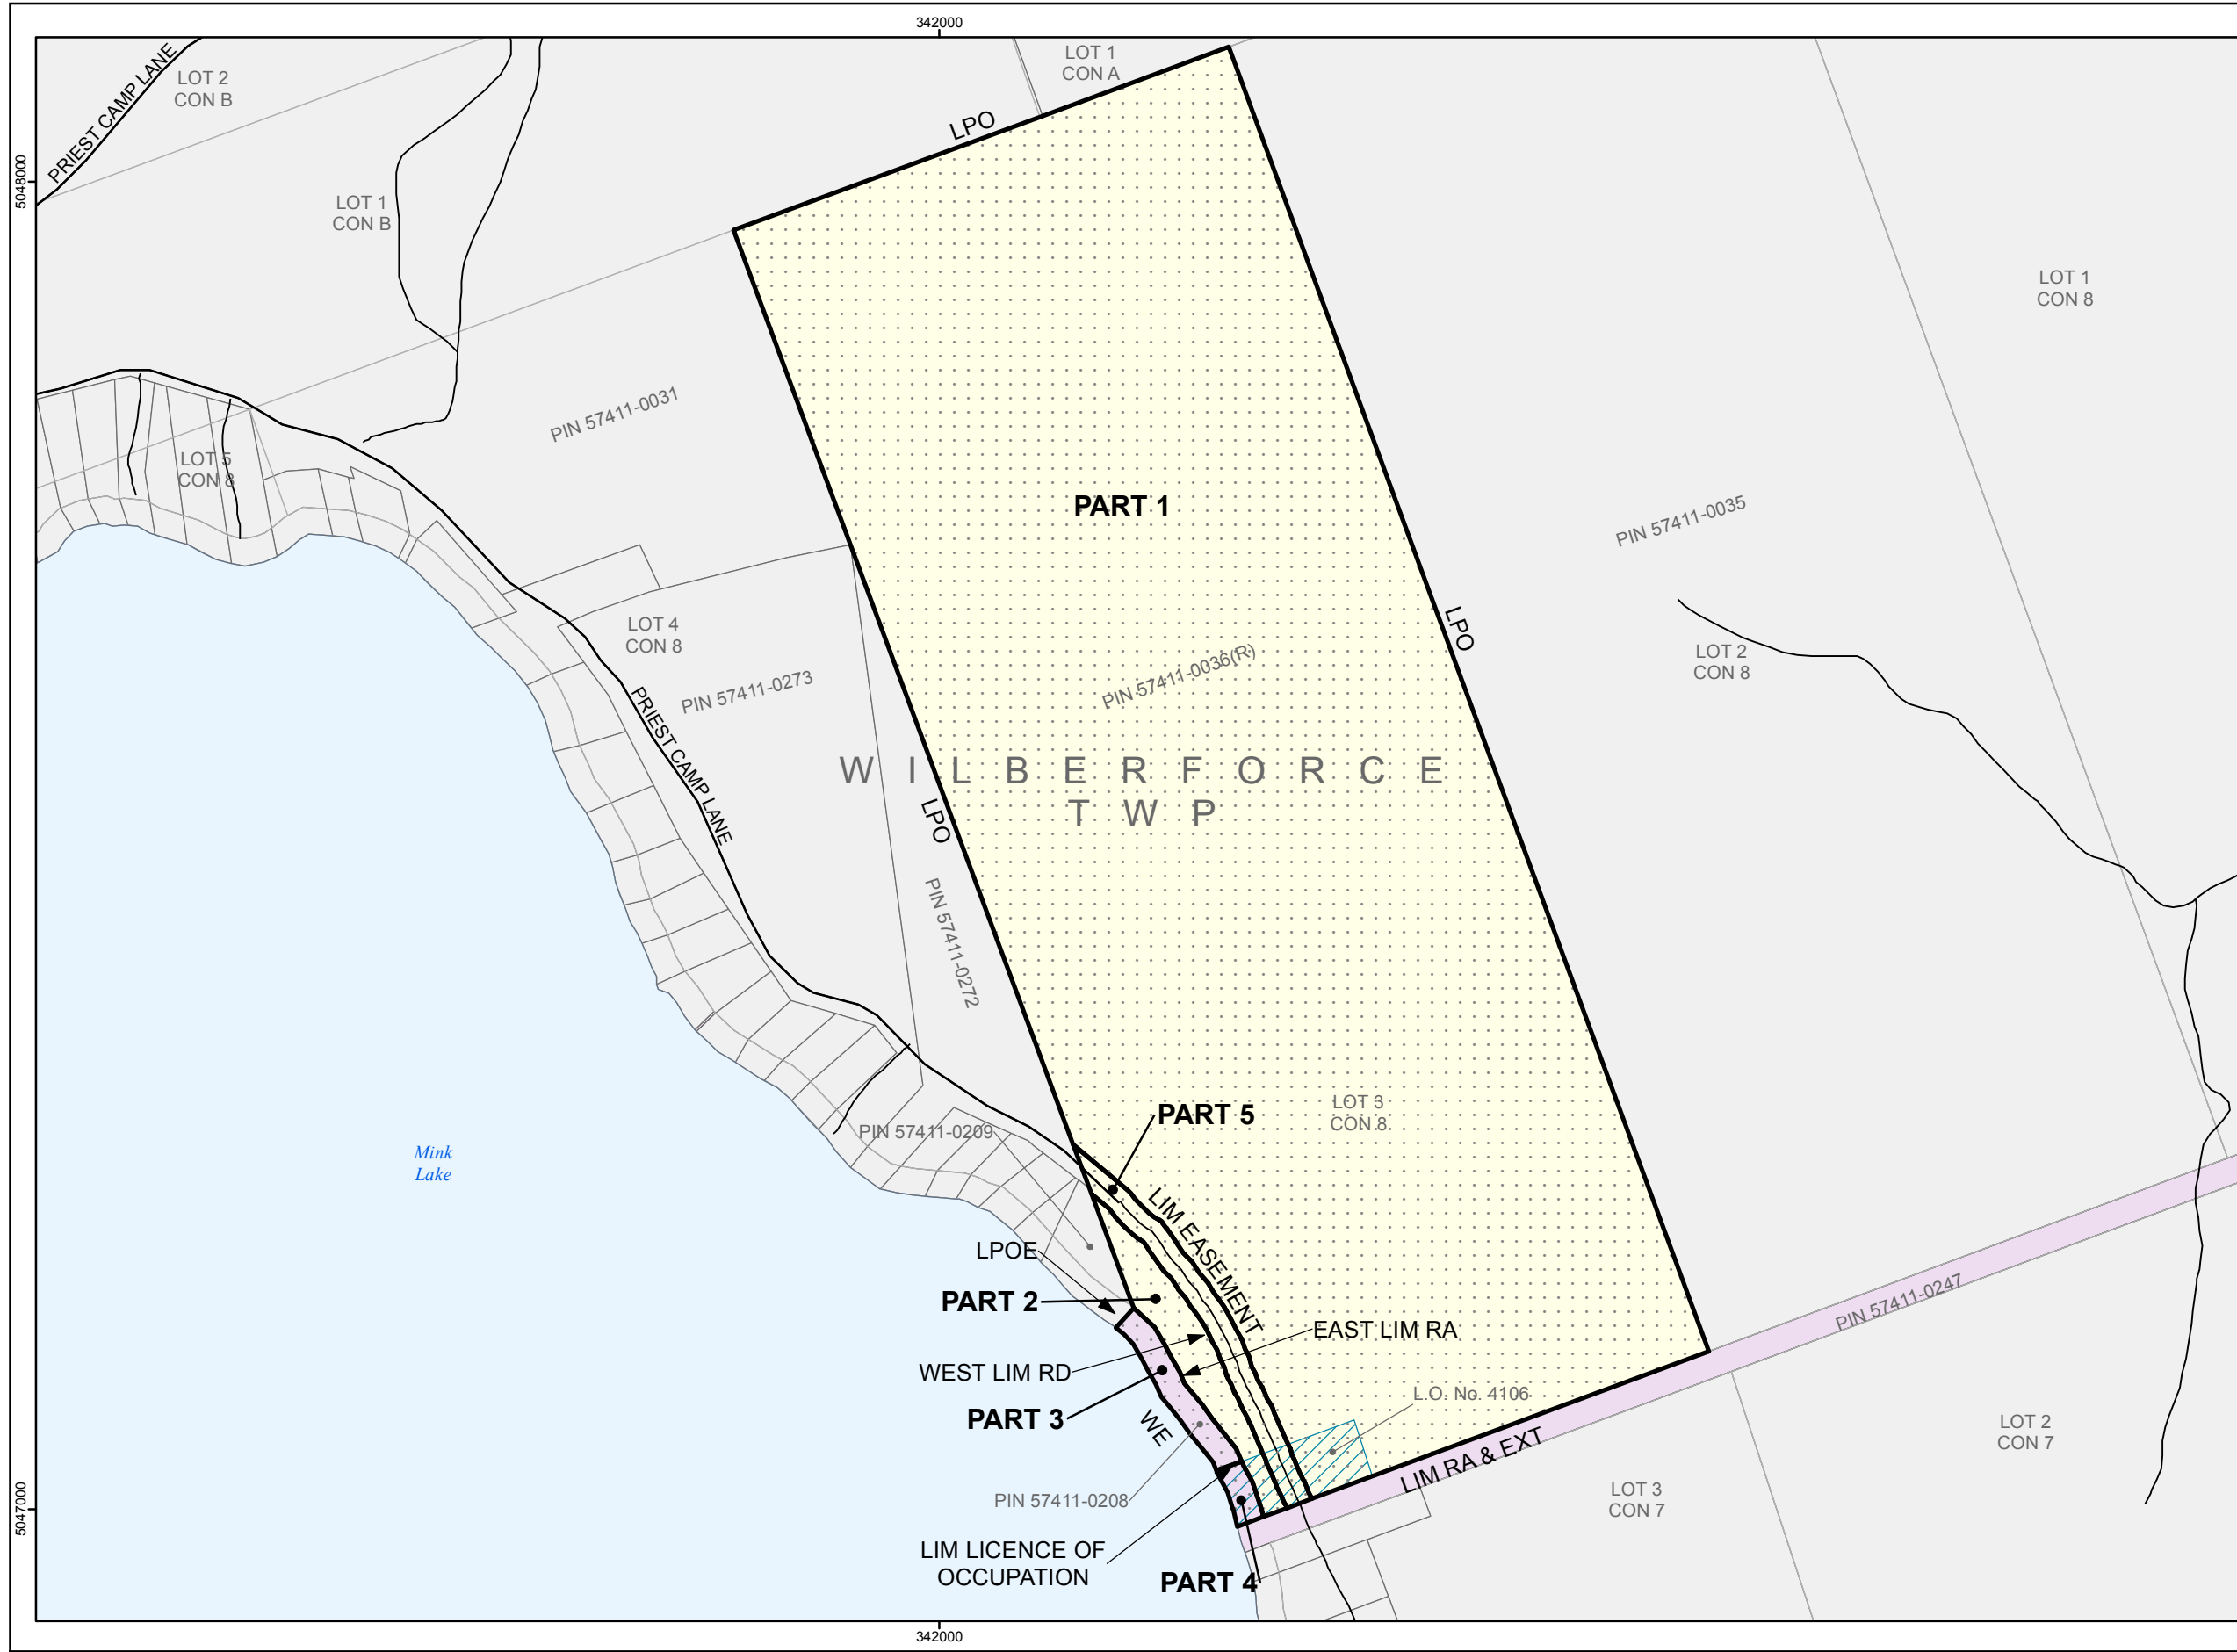 342000
LOT 1
CON A
LOT 2
CON B
PRIEST CAMP LANE
LPO
5048000
LOT 1
CON B
LOT 1
CON 8
PIN 57411-0031
LOT 5
CON 8
PART 1
PIN 57411-0035
LOT 4
CON 8
LPO
LOT 2
CON 8
PIN 57411-0036(R)
PIN 57411-0273
PRIEST CAMP LANE
WILBERFORCE
TWP
LPO
PIN 57411-0272
PART 5
LOT 3
CON 8
PIN 57411-0209
Mink
Lake
LIM EASEMENT
LPOE
PART 2
PIN 57411-0247
EAST LIM RA
WEST LIM RD
L.O. No. 4106
PART 3
WE
LOT 2
CON 7
LIM RA & EXT
PIN 57411-0208
LOT 3
CON 7
5047000
LIM LICENCE OF
OCCUPATION
PART 4
342000